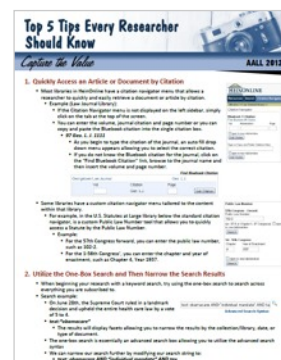 Top 5 Tips Every Researcher
Should Know
Capture the Value
AALL 2013
1. Quickly Access an Article or Document by Citation
• Most libraries in HeinOnline have a citation navigator menu that allows a
researcher to quickly and easily retrieve a document or article by citation.
• Example (Law Journal Library):
• If the Citation Navigator menu is not displayed on the left sidebar, simply
click on the tab at the top of the screen.
• You can enter the volume, journal citation and page number or you can
copy and paste the Bluebook citation into the single citation box.
• As you begin to type the citation of the journal, an auto fill drop
down menu appears allowing you to select the correct citation.
• If you do not know the Bluebook citation for the journal, click on
the "Find Bluebook Citation" link, browse to the journal name and
then insert the volume and page number.
• Some libraries have a custom citation navigator menu tailored to the content
within that library.
• For example, in the U.S. Statutes at Large library below the standard citation
navigator, is a custom Public Law Number tool that allows you to quickly
access a Statute by the Public Law Number.
• Example:
• For the 57th Congress forward, you can enter the public law number,
such as
• For the 1-56th Congress, you can enter the chapter and year of
enactment, such as Chapter 6, Year 1897.
2. Utilize the One-Box Search and Then Narrow the Search Results
• When beginning your research with a keyword search, try using the one-box search to search across
everything you are subscribed to.
• Search example:
• On June 28th, the Supreme Court ruled in a landmark
decision and upheld the entire health care law by a vote
of 5 to 4.
• text:"obamacare"
• The results will display facets allowing you to narrow the results by the collection/library, date, or
type of document.
• The one-box search is essentially an advanced search box allowing you to utilize the advanced search
syntax
• We can narrow our search further by modifying our search string to: